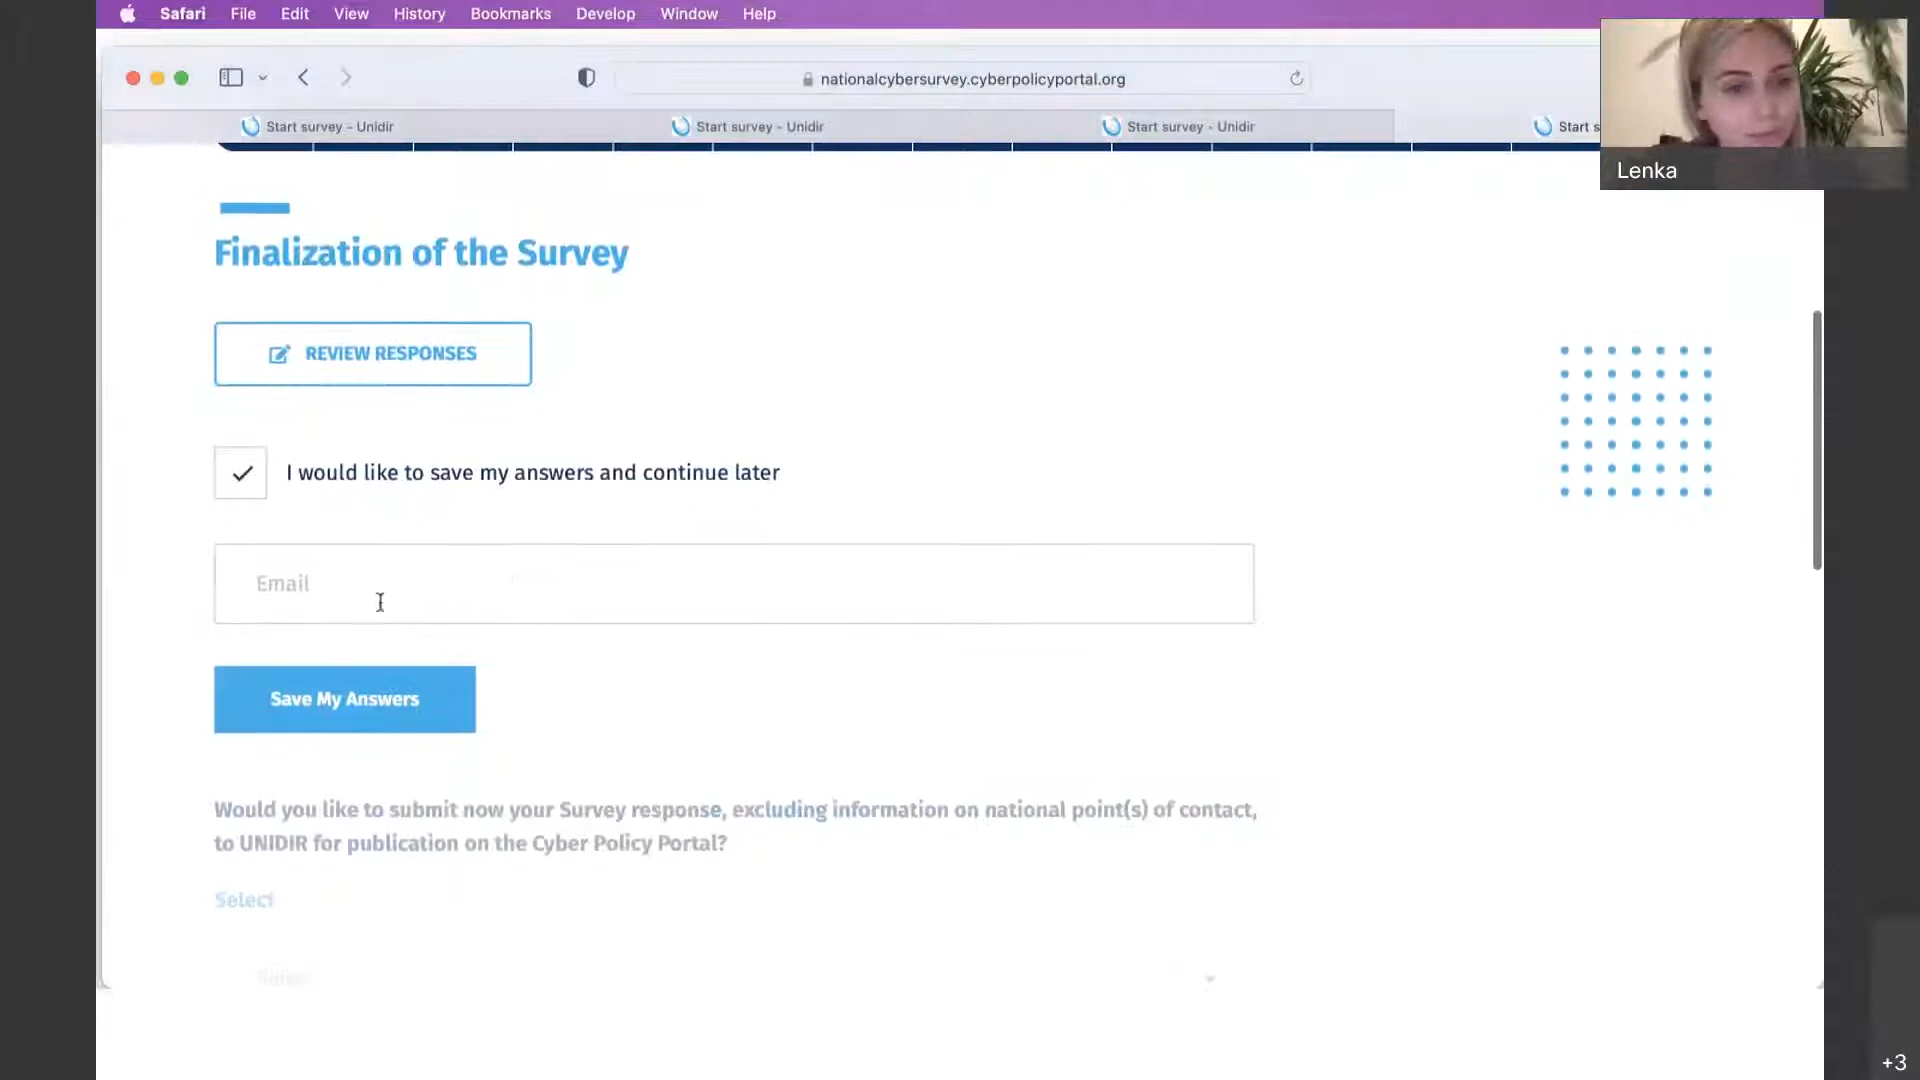 Safari File Edit View History Bookmarks Develop Window Help
nationalcybersurvey.cyberpolicyportal.org
Start survey – Unidir
Start survey – Unidir
Start survey – Unidir
Start s
Lenka
Finalization of the Survey
REVIEW RESPONSES
I would like to save my answers and continue later
Email
Save My Answers
Would you like to submit now your Survey response, excluding information on national point(s) of contact,
to UNIDIR for publication on the Cyber Policy Portal?
Select
Select
+3